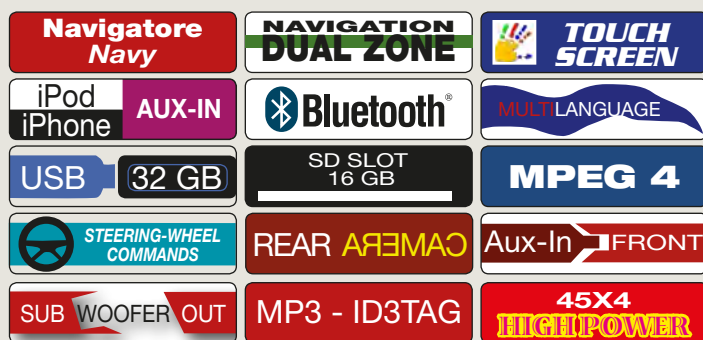 Navigatore
Navy
NAVIGATION
DUAL ZONE
TOUCH
SCREEN
iPod
iPhone
AUX-IN
Bluetooth®
MULTILANGUAGE
USB
32 GB
SD SLOT
16 GB
MPEG 4
STEERING-WHEEL
COMMANDS
REAR CAMERA
Aux-In FRONT
SUB WOOFER OUT
MP3 - ID3TAG
45X4
HIGH POWER